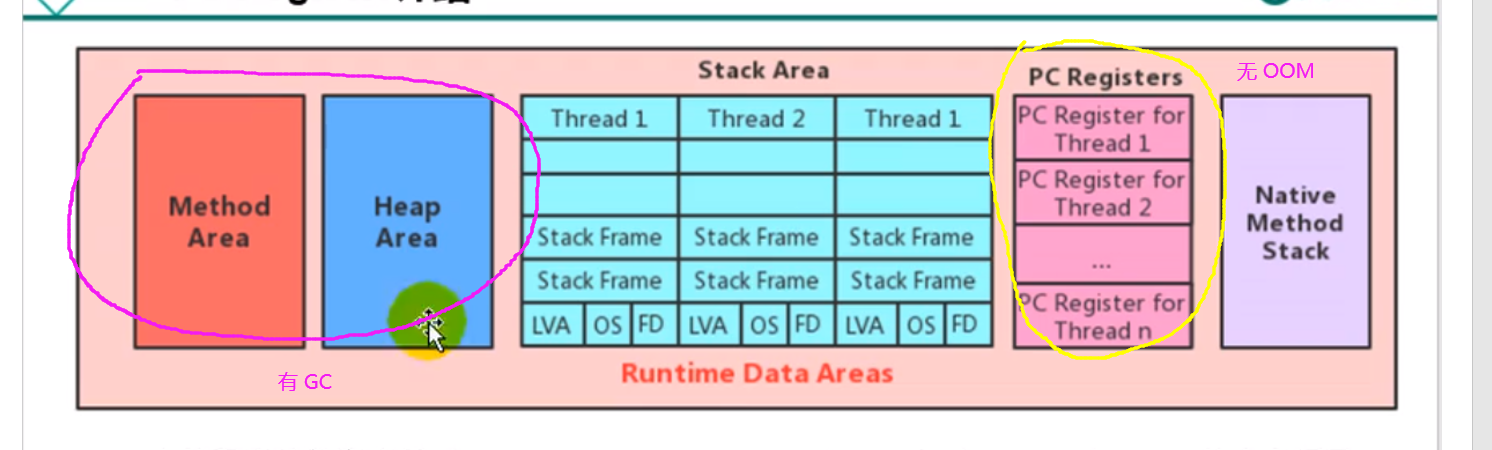 Stack Area
PC Registers
无 OOM
Method
Area
Heap
Area
Thread 1
Thread 2
Thread 1
Stack Frame
Stack Frame
Stack Frame
Stack Frame
Stack Frame
Stack Frame
LVA
OS
FD
LVA
OS
FD
LVA
OS
FD
PC Register for
Thread 1
PC Register for
Thread 2
...
PC Register for
Thread n
Native
Method
Stack
Runtime Data Areas
有 GC